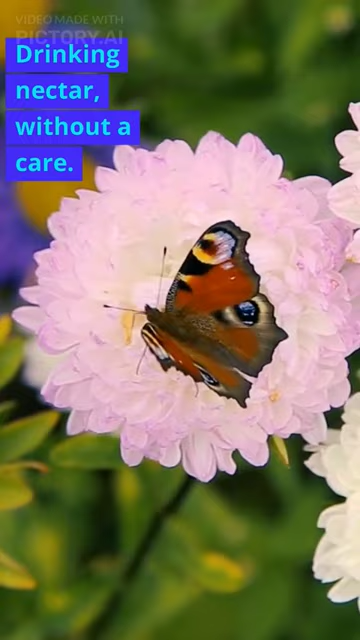 VIDEO MADE WITH
PICTORY.AI
Drinking
nectar,
without a
care.